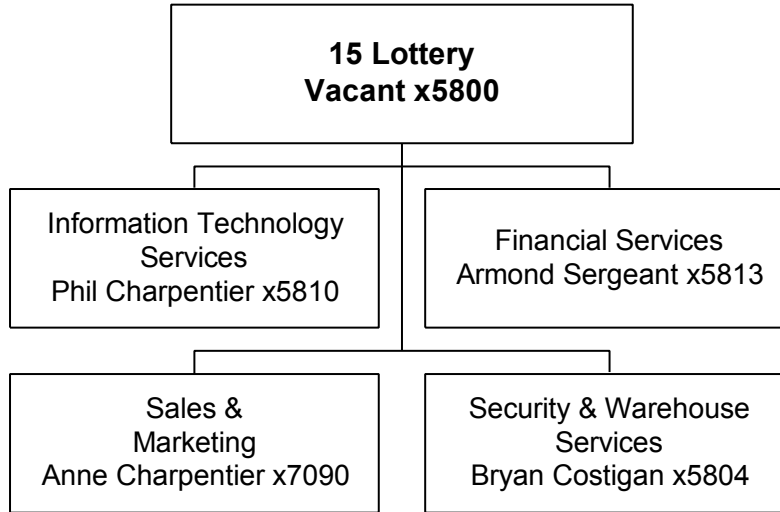 15 Lottery
Vacant x5800
Information Technology
Services
Phil Charpentier x5810
Financial Services
Armond Sergeant x5813
Sales &
Marketing
Anne Charpentier x7090
Security & Warehouse
Services
Bryan Costigan x5804